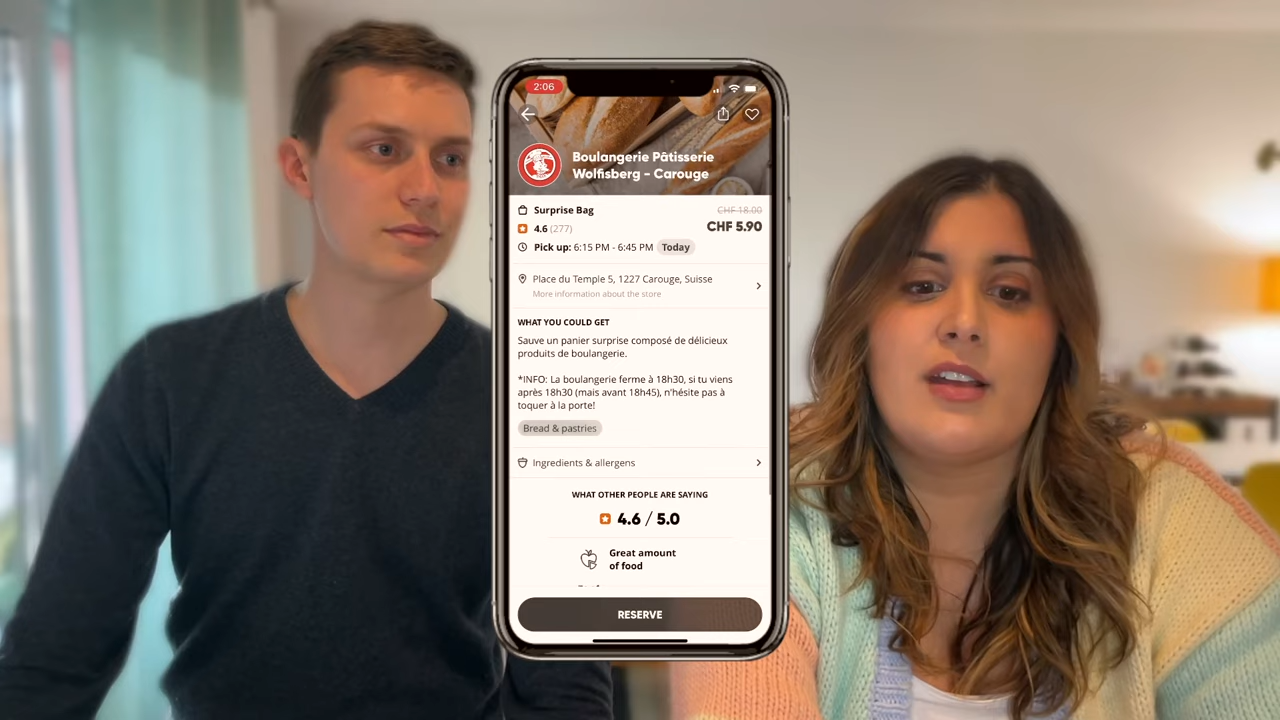 2:06
Boulangerie Pâtisserie
Wolfisberg - Carouge
Surprise Bag
CHF 18.00
4.6 (277)
CHF 5.90
Pick up: 6:15 PM - 6:45 PM Today
Place du Temple 5, 1227 Carouge, Suisse
More information about the store
WHAT YOU COULD GET
Sauve un panier surprise composé de délicieux
produits de boulangerie.
*INFO: La boulangerie ferme à 18h30, si tu viens
après 18h30 (mais avant 18h45), n'hésite pas à
toquer à la porte!
Bread & pastries
Ingredients & allergens
WHAT OTHER PEOPLE ARE SAYING
4.6 / 5.0
Great amount
of food
RESERVE